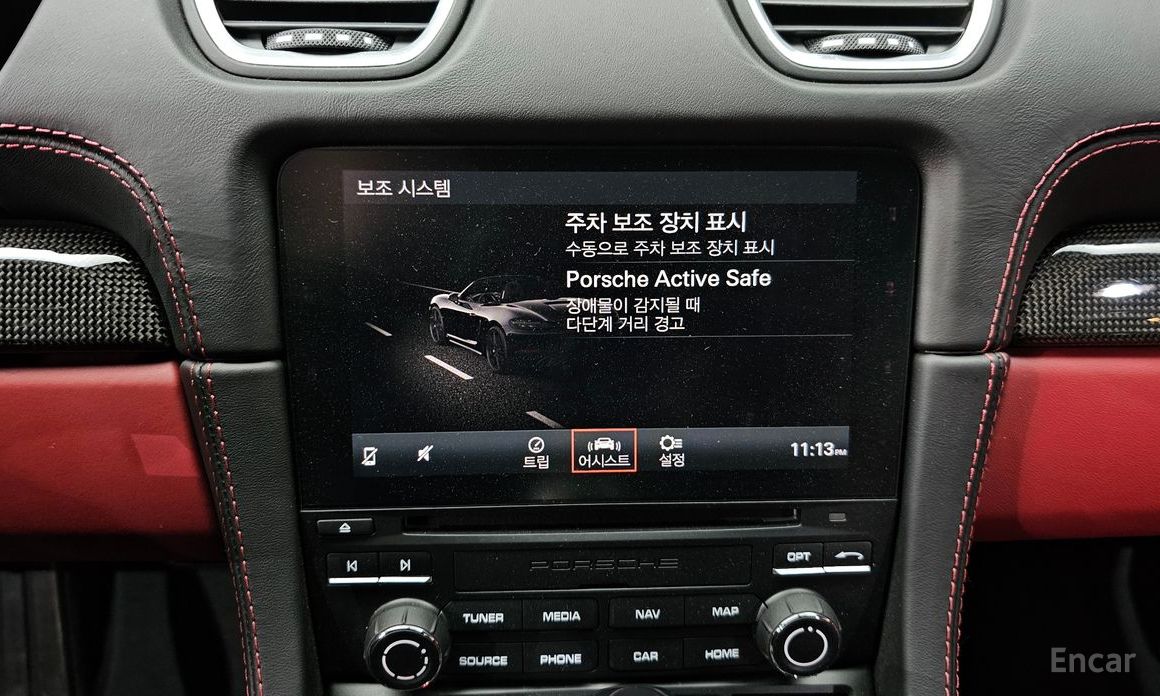 보조 시스템
주차 보조 장치 표시
수동으로 주차 보조 장치 표시
Porsche Active Safe
장애물이 감지될 때
다단계 거리 경고
트립 어시스트 설정 11:13 PM
PORSCHE
OPT
TUNER MEDIA NAV MAP
SOURCE PHONE CAR HOME
Encar